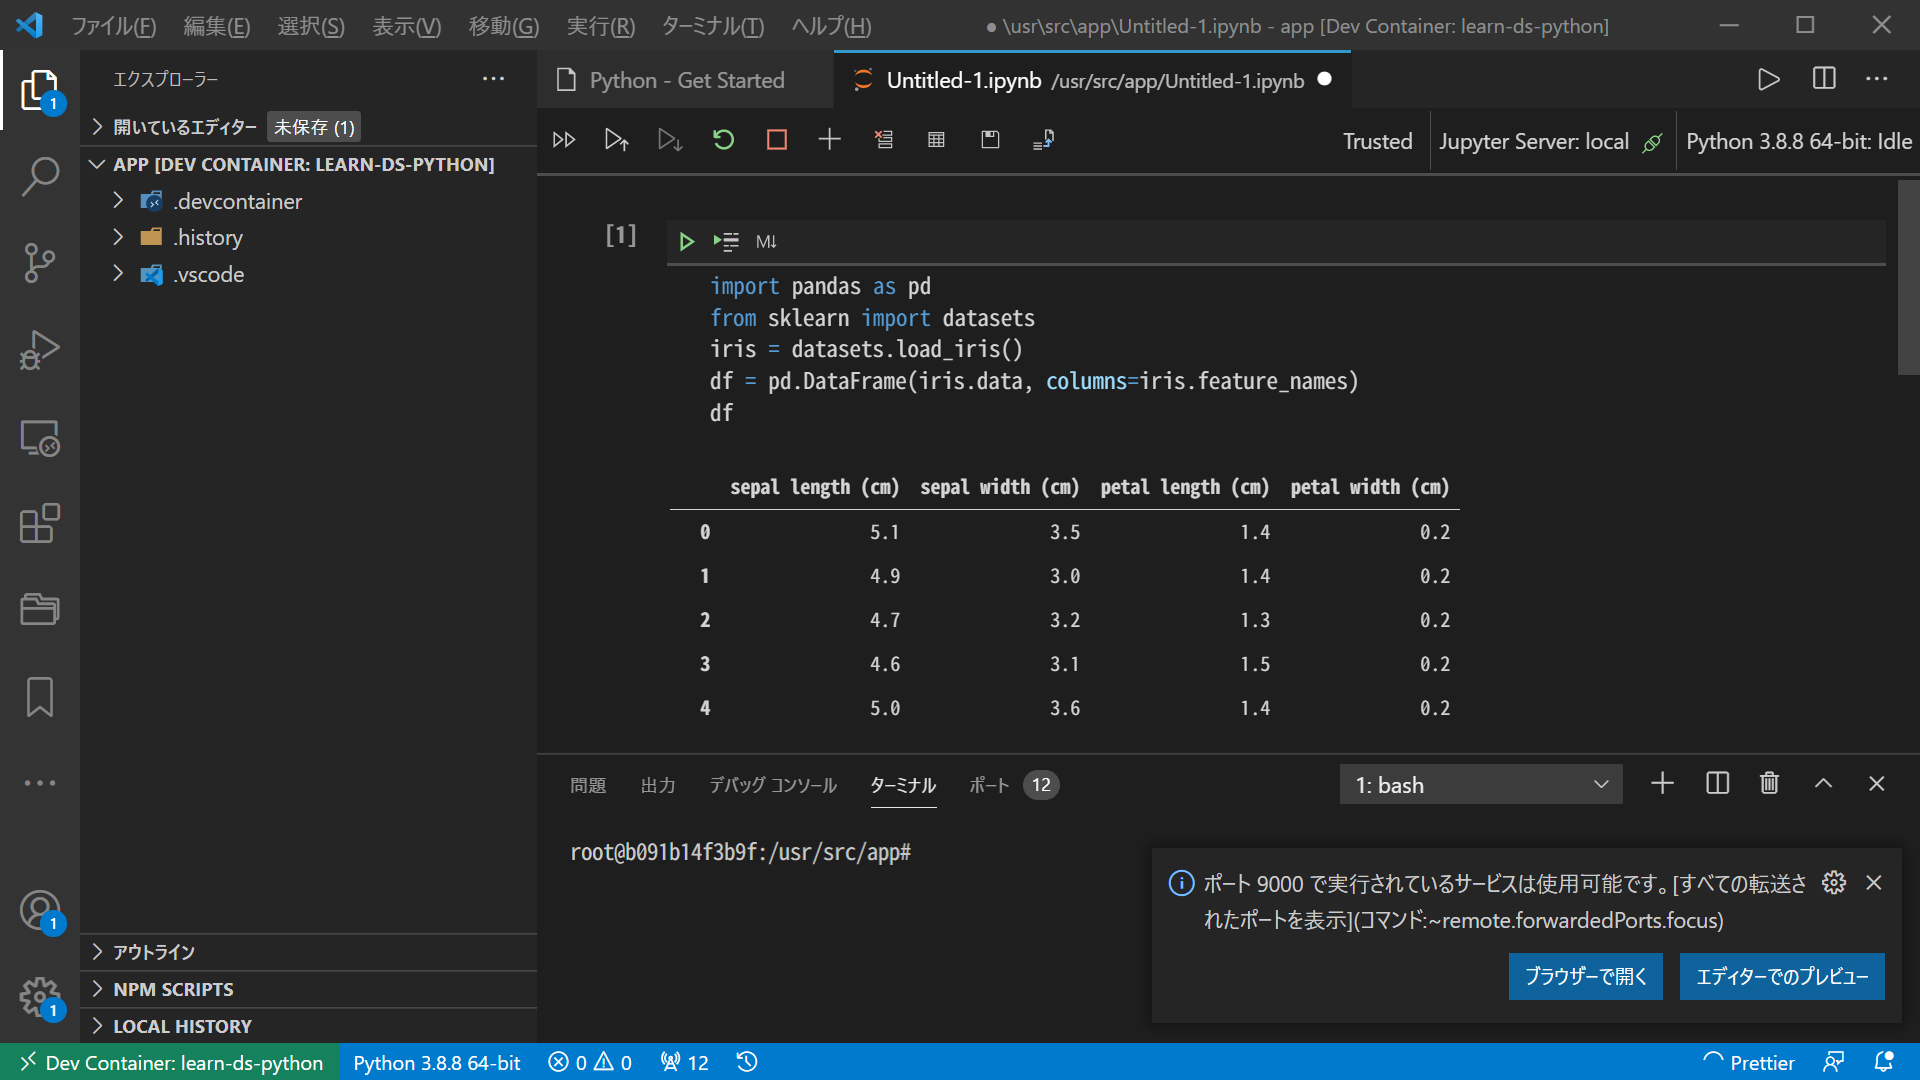 ファイル(F) 編集(E) 選択(S) 表示(V) 移動(G) 実行(R) ターミナル(T) ヘルプ(H) ● \usr\src\app\Untitled-1.ipynb - app [Dev Container: learn-ds-python]
エクスプローラー
開いているエディター 未保存 (1)
APP [DEV CONTAINER: LEARN-DS-PYTHON]
.devcontainer
.history
.vscode
アウトライン
NPM SCRIPTS
LOCAL HISTORY
1
1
1
Python - Get Started
Untitled-1.ipynb /usr/src/app/Untitled-1.ipynb
Trusted
Jupyter Server: local
Python 3.8.8 64-bit: Idle
[1]
M↓
import pandas as pd
from sklearn import datasets
iris = datasets.load_iris()
df = pd.DataFrame(iris.data, columns=iris.feature_names)
df
sepal length (cm) sepal width (cm) petal length (cm) petal width (cm)
0 5.1 3.5 1.4 0.2
1 4.9 3.0 1.4 0.2
2 4.7 3.2 1.3 0.2
3 4.6 3.1 1.5 0.2
4 5.0 3.6 1.4 0.2
問題 出力 デバッグ コンソール ターミナル ポート 12
1: bash
root@b091b14f3b9f:/usr/src/app#
ポート 9000 で実行されているサービスは使用可能です。[すべての転送さ
れたポートを表示](コマンド:~remote.forwardedPorts.focus)
ブラウザーで開く
エディターでのプレビュー
Dev Container: learn-ds-python Python 3.8.8 64-bit 0 0 12 Prettier